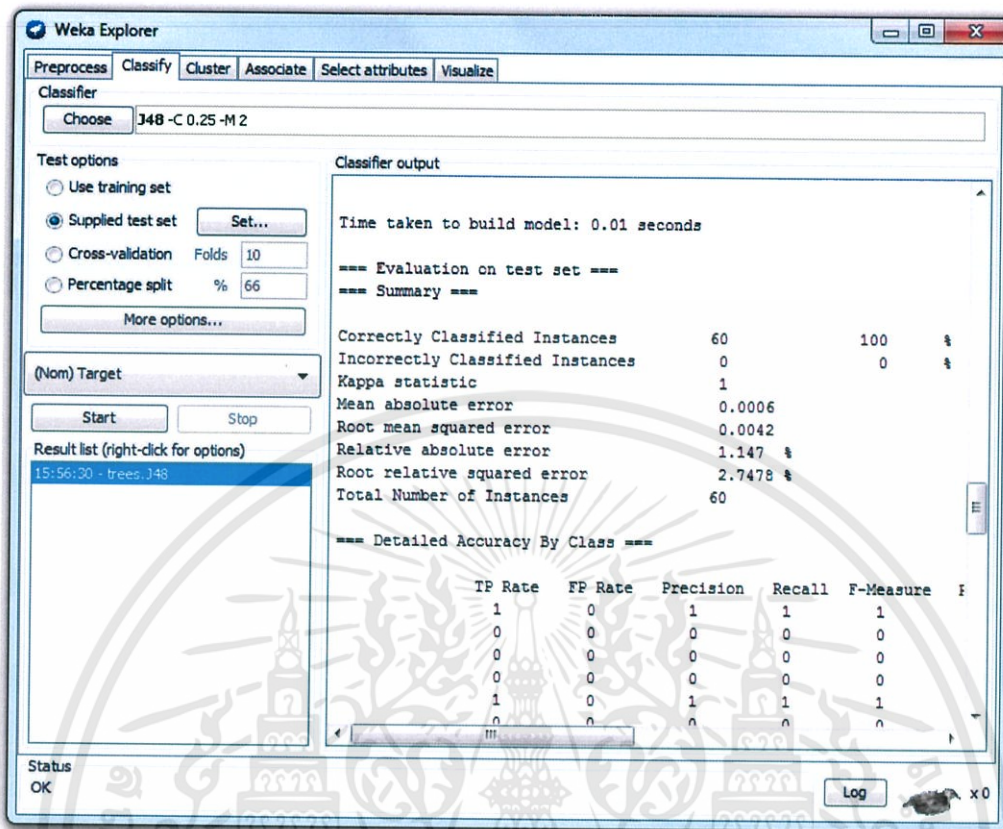 Weka Explorer
Preprocess Classify Cluster Associate Select attributes Visualize
Classifier
Choose J48 -C 0.25 -M 2
Test options
Use training set
Supplied test set Set...
Cross-validation Folds 10
Percentage split % 66
More options...
(Nom) Target
Start Stop
Result list (right-click for options)
15:56:30 - trees.J48
Classifier output
Time taken to build model: 0.01 seconds
=== Evaluation on test set ===
=== Summary ===
Correctly Classified Instances 60 100 %
Incorrectly Classified Instances 0 0 %
Kappa statistic 1
Mean absolute error 0.0006
Root mean squared error 0.0042
Relative absolute error 1.147 %
Root relative squared error 2.7478 %
Total Number of Instances 60
=== Detailed Accuracy By Class ===
TP Rate FP Rate Precision Recall F-Measure
1 0 1 1 1
0 0 0 0 0
0 0 0 0 0
0 0 0 0 0
1 0 1 1 1
0 0 0 0 0
Status
OK
Log x 0